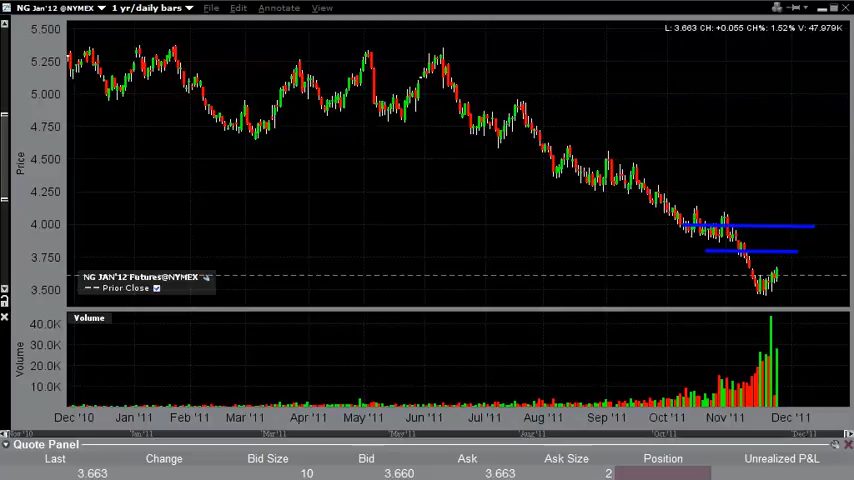 NG Jan'12 @NYMEX 1 yr/daily bars File Edit Annotate View
L: 3.663 CH: +0.055 CH%: 1.52% V: 47.979K
5.500
5.250
5.000
4.750
4.500
4.250
4.000
3.750
3.500
Price
NG JAN'12 Futures@NYMEX
Prior Close
Volume
40.0K
30.0K
20.0K
10.0K
Volume
Dec '10 Jan '11 Feb '11 Mar '11 Apr '11 May '11 Jun '11 Jul '11 Aug '11 Sep '11 Oct '11 Nov '11 Dec '11
Quote Panel
Last Change Bid Size Bid Ask Ask Size Position Unrealized P&L
3.663 10 3.660 3.663 2